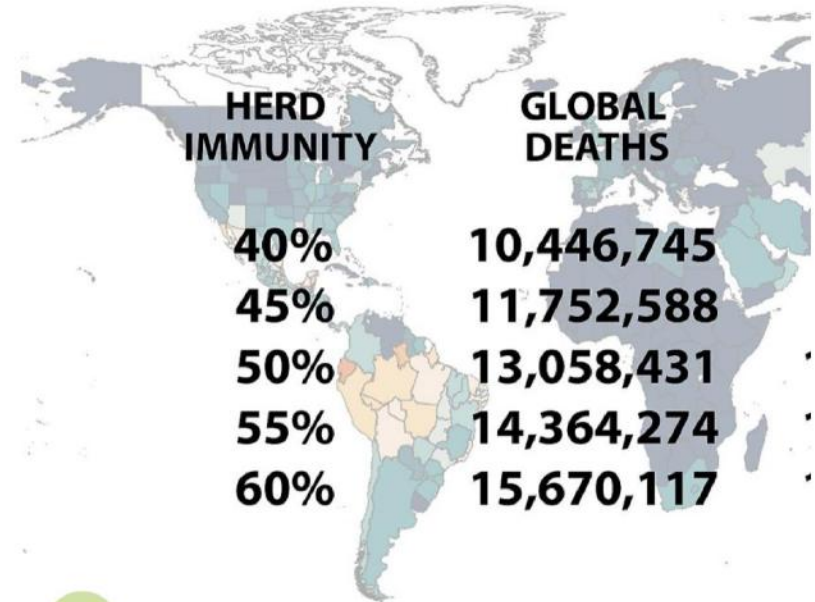 HERD GLOBAL
IMMUNITY DEATHS
40% 10,446,745
45% 11,752,588
50% 13,058,431
55% 14,364,274
60% 15,670,117